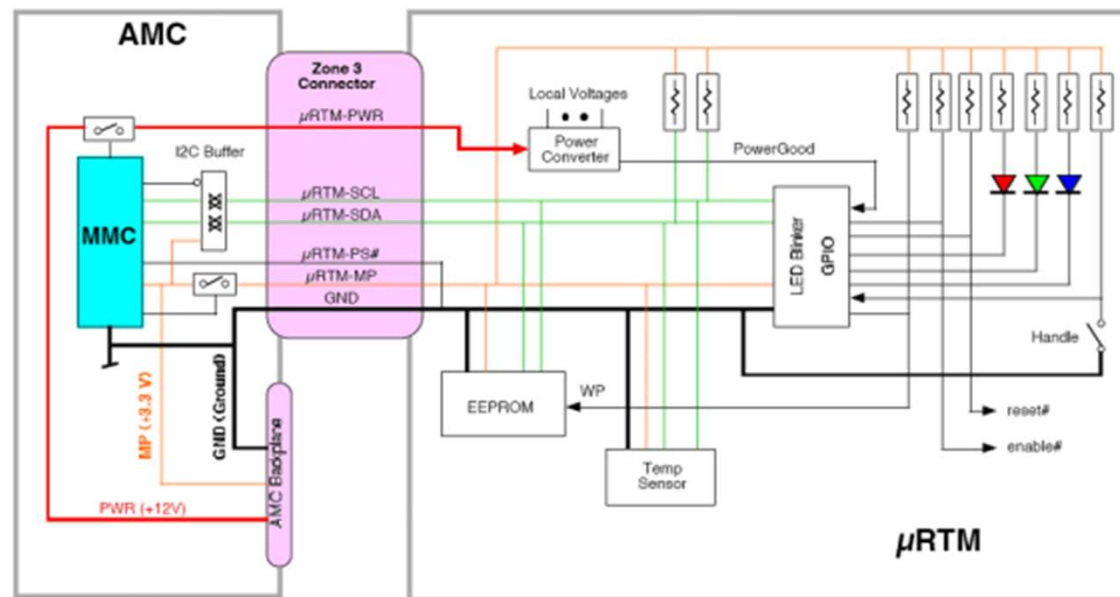 AMC
Zone 3
Connector
µRTM-PWR
Local Voltages
Power
Converter
PowerGood
I2C Buffer
MMC
µRTM-SCL
µRTM-SDA
µRTM-PS#
µRTM-MP
GND
LED Blinker
GPIO
Handle
MP (+3.3 V)
GND (Ground)
EEPROM
WP
reset#
enable#
Temp
Sensor
AMC Backplane
PWR (+12V)
µRTM